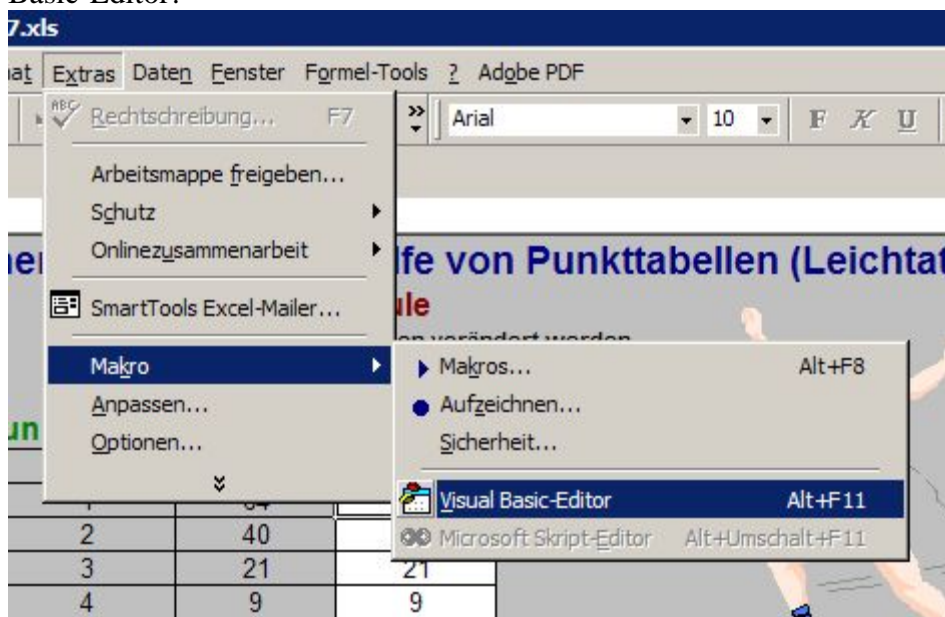 Basic-Editor:
7.xls
at Extras Daten Fenster Formel-Tools ? Adobe PDF
Rechtschreibung... F7
Arial 10 F K U
Arbeitsmappe freigeben...
Schutz
Onlinezusammenarbeit
lfe von Punkttabellen (Leichtat
SmartTools Excel-Mailer...
ule
Makro
Makros... Alt+F8
Anpassen...
Aufzeichnen...
un
Optionen...
Sicherheit...
Visual Basic-Editor Alt+F11
Microsoft Skript-Editor Alt+Umschalt+F11
2 40
3 21 21
4 9 9